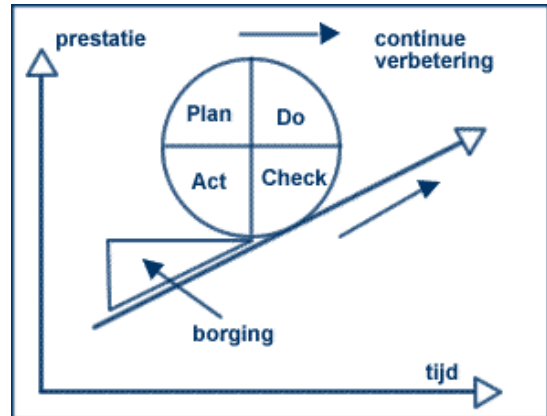 prestatie
continue
verbetering
Plan
Do
Act
Check
borging
tijd